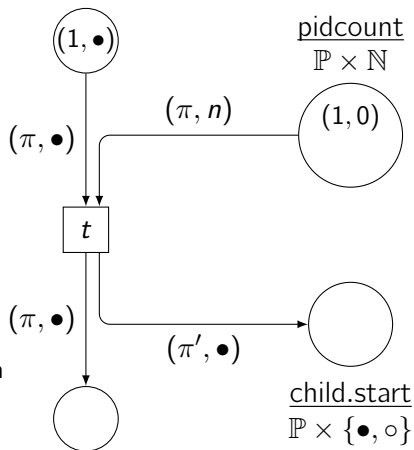 (1, •)
pidcount
ℙ × ℕ
(π, n)
(1, 0)
(π, •)
t
(π, •)
(π′, •)
child.start
ℙ × {•, ◦}